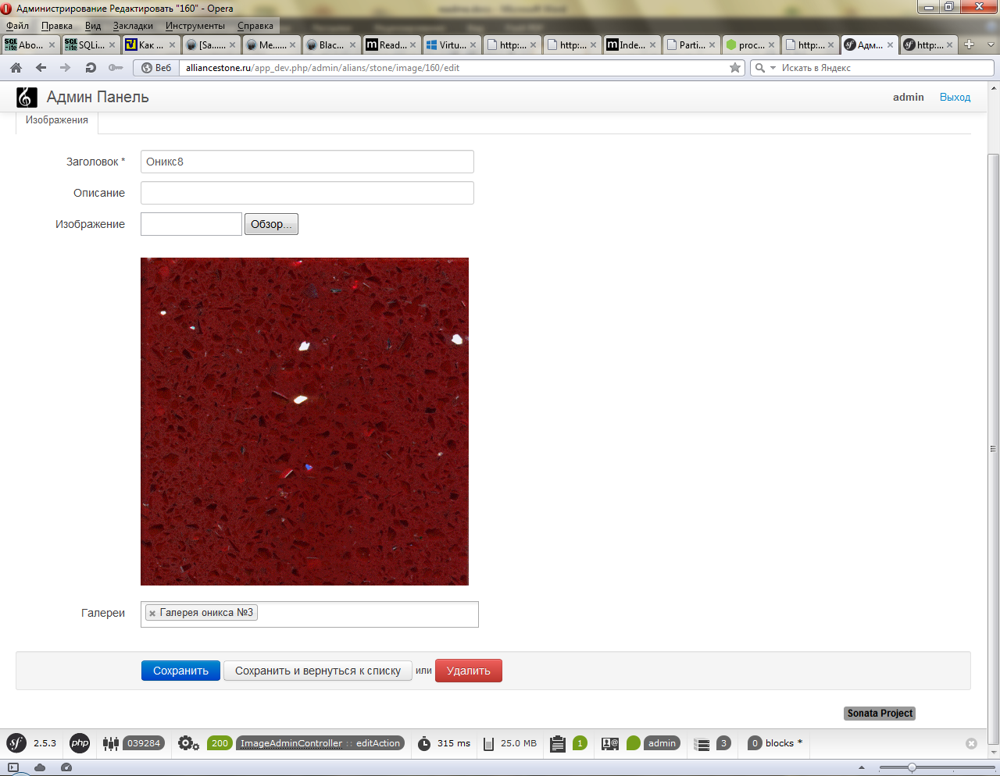 Администрирование Редактировать "160" - Opera
Файл Правка Вид Закладки Инструменты Справка
Abo... SQLi... Как ... [Sa...... Me...... Blac... Read... Virtu... http:... http:... Inde... Parti... proc... http:... Адм... http:...
Веб alliancestone.ru/app_dev.php/admin/alians/stone/image/160/edit Искать в Яндекс
Админ Панель admin Выход
Изображения
Заголовок * Оникс8
Описание
Изображение Обзор...
Галереи Галерея оникса №3
Сохранить Сохранить и вернуться к списку или Удалить
Sonata Project
2.5.3 php 039284 200 ImageAdminController :: editAction 315 ms 25.0 MB 1 admin 3 0 blocks *